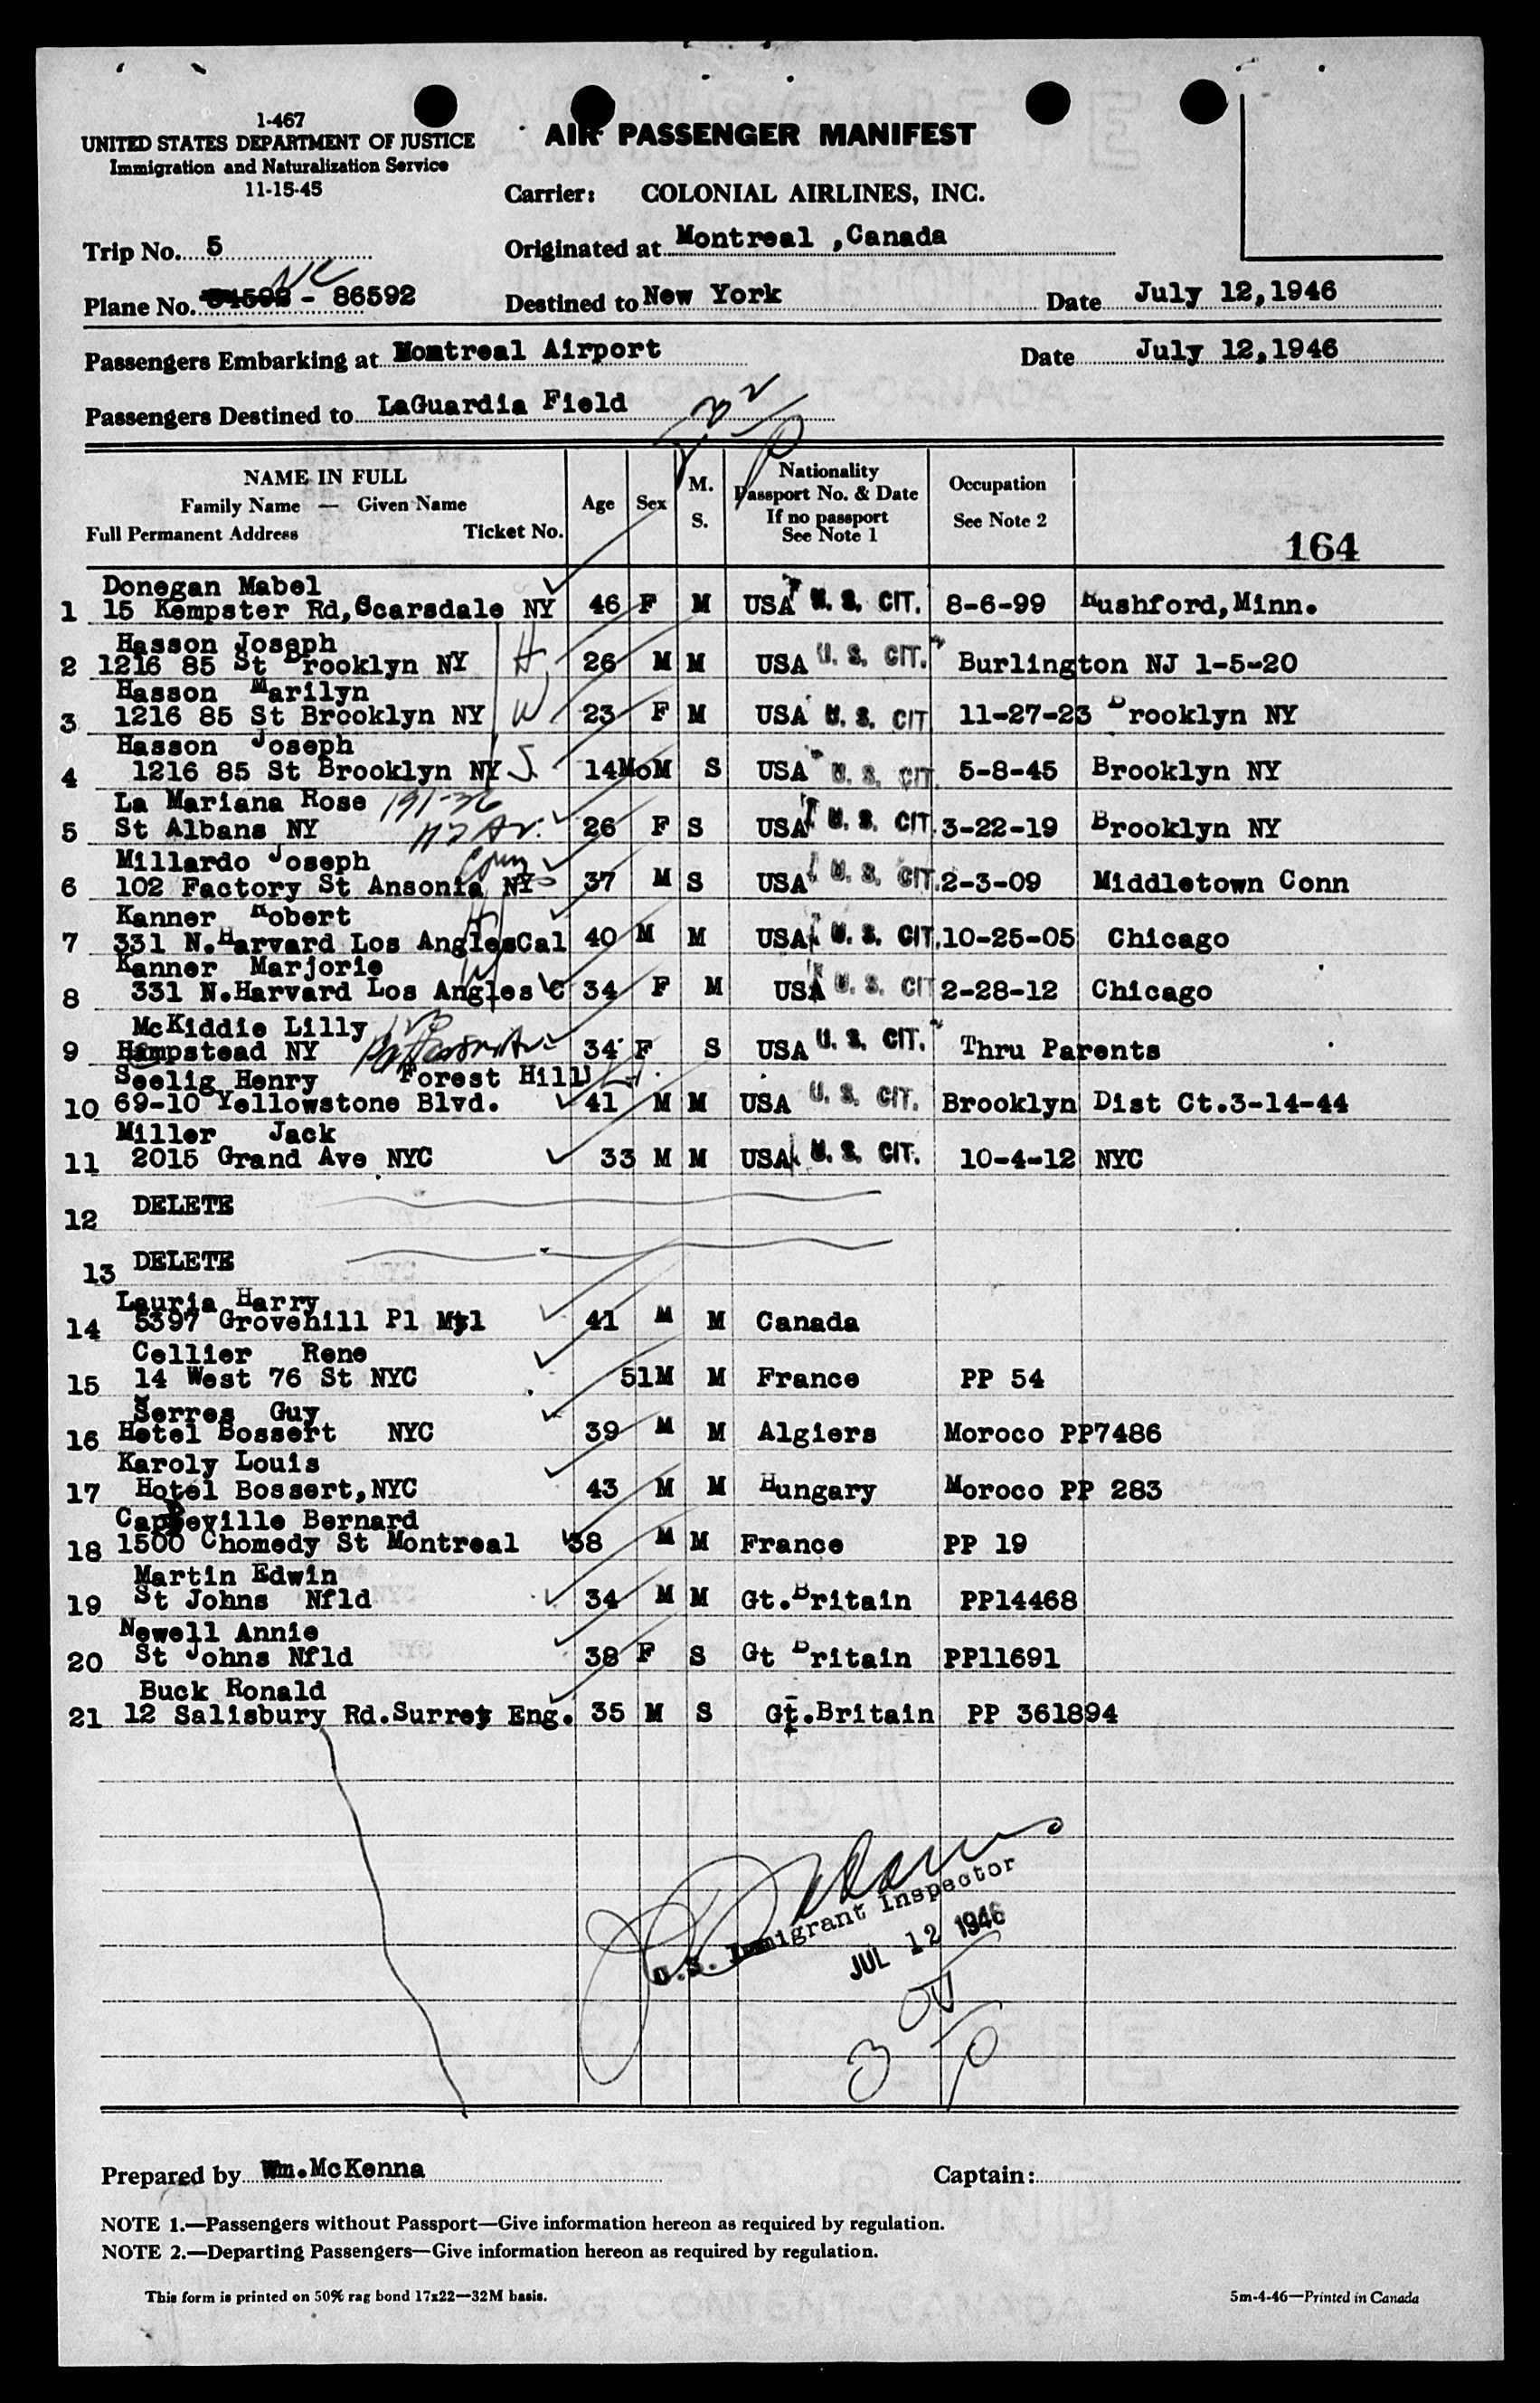 1-467
UNITED STATES DEPARTMENT OF JUSTICE
Immigration and Naturalization Service
11-15-45
AIR PASSENGER MANIFEST
Carrier: COLONIAL AIRLINES, INC.
Trip No. 5
Originated at Montreal ,Canada
NC
Plane No. - 86592
Destined to New York
Date July 12,1946
Passengers Embarking at Montreal Airport
Date July 12,1946
Passengers Destined to LaGuardia Field
NAME IN FULL
Family Name — Given Name
Full Permanent Address Ticket No.
Age Sex M. S.
Nationality
Passport No. & Date
If no passport
See Note 1
Occupation
See Note 2
164
Donegan Mabel
1 15 Kempster Rd,Scarsdale NY 46 F M USA U. S. CIT. 8-6-99 Rushford,Minn.
Hasson Joseph
2 1216 85 St Brooklyn NY H 26 M M USA U. S. CIT. Burlington NJ 1-5-20
Hasson Marilyn
3 1216 85 St Brooklyn NY W 23 F M USA U. S. CIT 11-27-23 Brooklyn NY
Hasson Joseph
4 1216 85 St Brooklyn NY S. 14Mo M S USA U. S. CIT. 5-8-45 Brooklyn NY
La Mariana Rose 191-36
5 St Albans NY 117 Av. 26 F S USA U. S. CIT. 3-22-19 Brooklyn NY
Millardo Joseph Conn
6 102 Factory St Ansonia NY 37 M S USA U. S. CIT. 2-3-09 Middletown Conn
Kanner Robert H
7 331 N.Harvard Los AnglesCal 40 M M USA U. S. CIT. 10-25-05 Chicago
Kanner Marjorie W
8 331 N.Harvard Los Angles C 34 F M USA U. S. CIT 2-28-12 Chicago
McKiddie Lilly
9 Hempstead NY 34 F S USA U. S. CIT. Thru Parents
Seelig Henry Forest Hill
10 69-10 Yellowstone Blvd. 41 M M USA U. S. CIT. Brooklyn Dist Ct.3-14-44
Miller Jack
11 2015 Grand Ave NYC 33 M M USA U. S. CIT. 10-4-12 NYC
12 DELETE
13 DELETE
Lauria Harry
14 5397 Grovehill Pl Mtl 41 M M Canada
Cellier Rene
15 14 West 76 St NYC 51 M M France PP 54
Serres Guy
16 Hotel Bossert NYC 39 M M Algiers Moroco PP7486
Karoly Louis
17 Hotel Bossert,NYC 43 M M Hungary Moroco PP 283
Bernard
18 1500 Chomedy St Montreal 38 M M France PP 19
Martin Edwin
19 St Johns Nfld 34 M M Gt.Britain PP14468
Newell Annie
20 St Johns Nfld 38 F S Gt Britain PP11691
Buck Ronald
21 12 Salisbury Rd.Surrey Eng. 35 M S Gt.Britain PP 361894
U.S. Immigrant Inspector
JUL 12 1946
Prepared by Wm.McKenna
Captain:
NOTE 1.—Passengers without Passport—Give information hereon as required by regulation.
NOTE 2.—Departing Passengers—Give information hereon as required by regulation.
This form is printed on 50% rag bond 17x22—32M basis.
5m-4-46—Printed in Canada